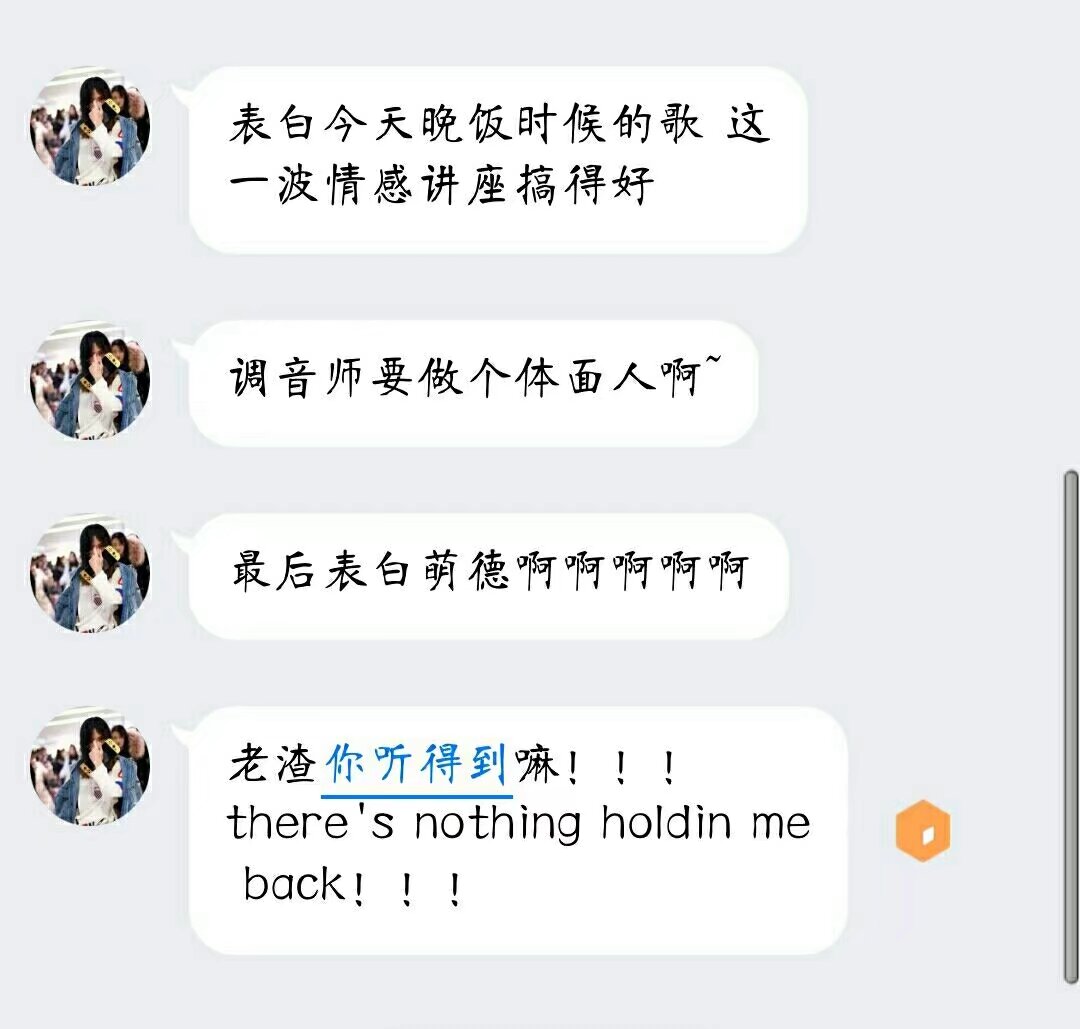 表白今天晚饭时候的歌 这
一波情感讲座搞得好
调音师要做个体面人啊~
最后表白萌德啊啊啊啊啊
老渣你听得到嘛！！！
there's nothing holdin me
back！！！